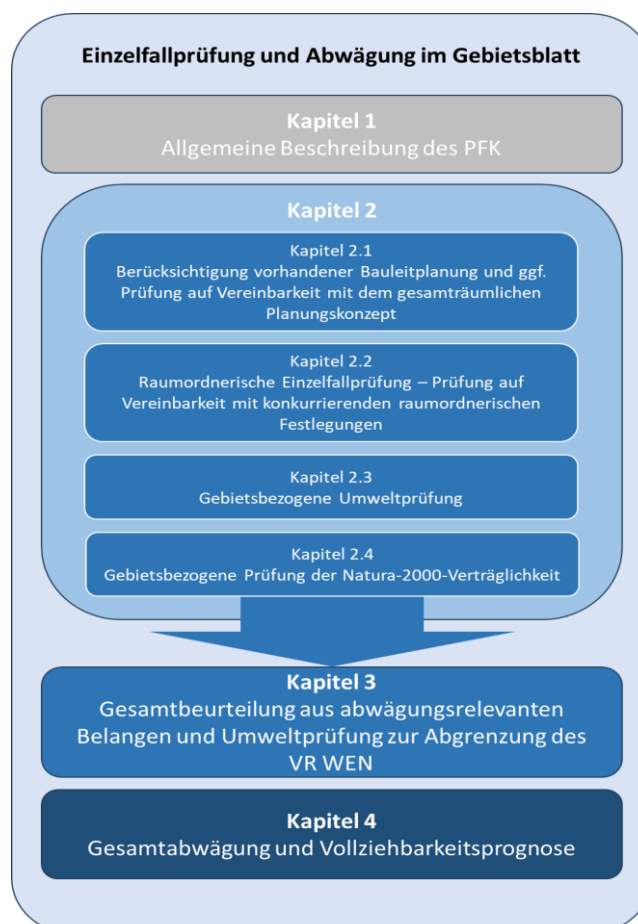 Einzelfallprüfung und Abwägung im Gebietsblatt
Kapitel 1
Allgemeine Beschreibung des PFK
Kapitel 2
Kapitel 2.1
Berücksichtigung vorhandener Bauleitplanung und ggf.
Prüfung auf Vereinbarkeit mit dem gesamträumlichen
Planungskonzept
Kapitel 2.2
Raumordnerische Einzelfallprüfung – Prüfung auf
Vereinbarkeit mit konkurrierenden raumordnerischen
Festlegungen
Kapitel 2.3
Gebietsbezogene Umweltprüfung
Kapitel 2.4
Gebietsbezogene Prüfung der Natura-2000-Verträglichkeit
Kapitel 3
Gesamtbeurteilung aus abwägungsrelevanten
Belangen und Umweltprüfung zur Abgrenzung des
VR WEN
Kapitel 4
Gesamtabwägung und Vollziehbarkeitsprognose